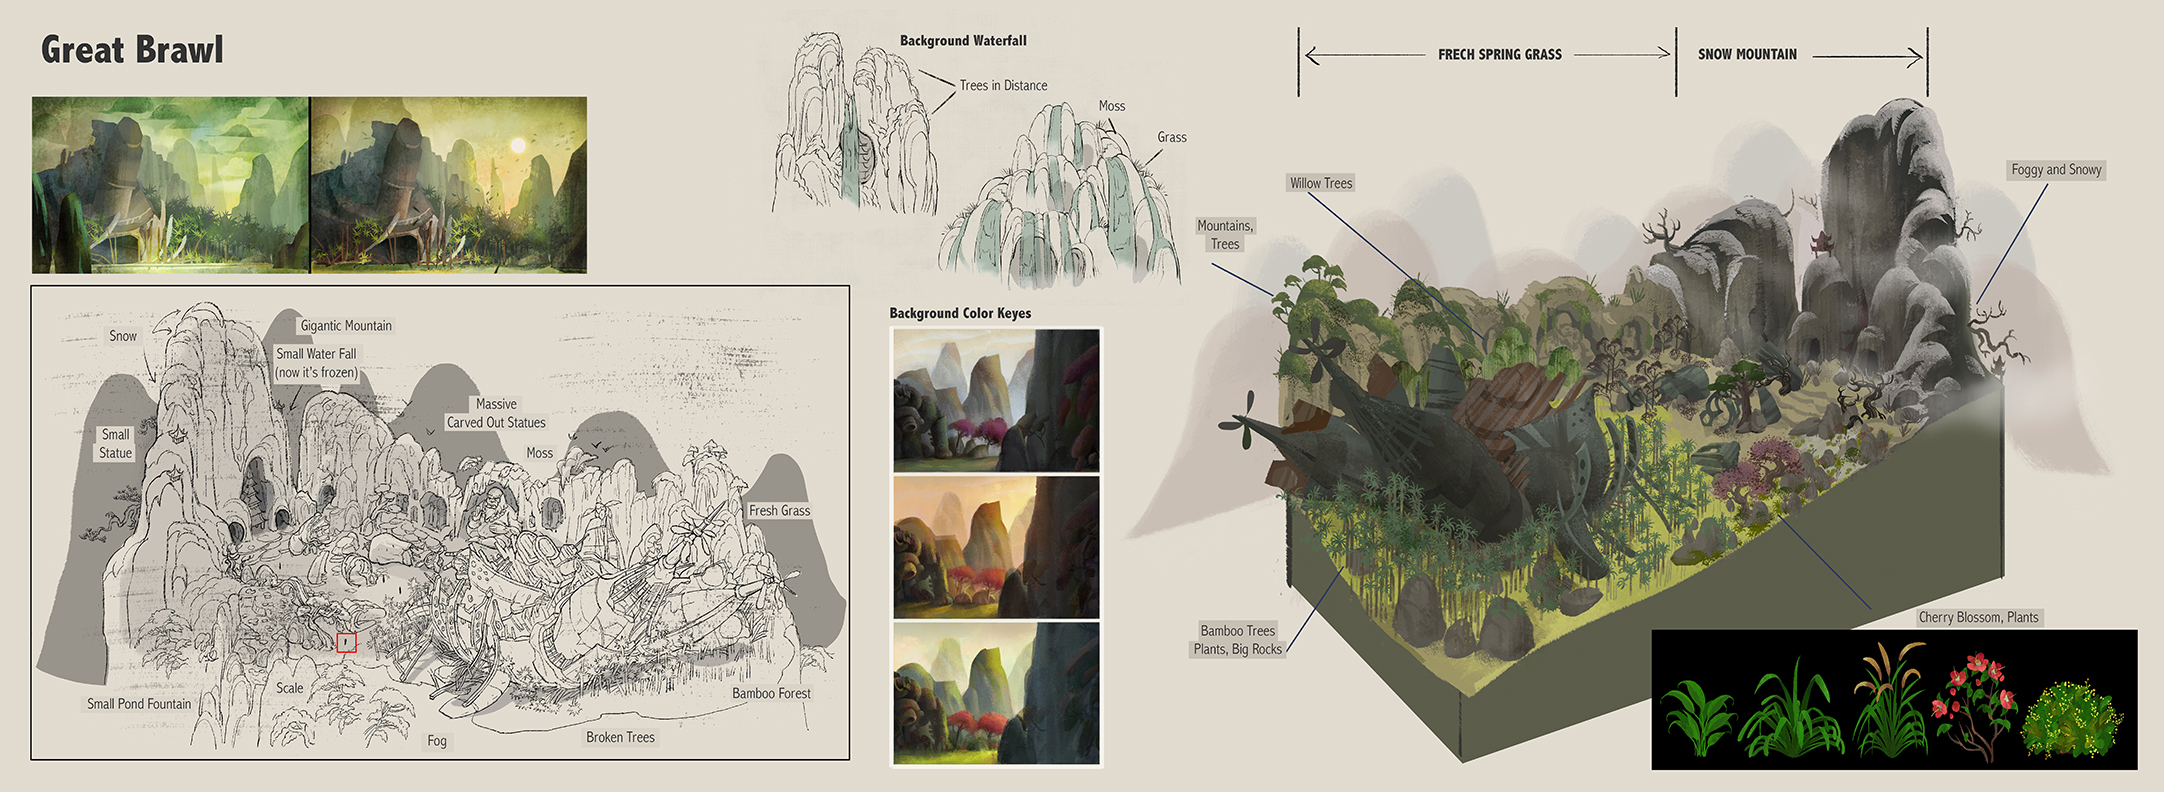 Great Brawl
Background Waterfall
Trees in Distance
Moss
Grass
FRECH SPRING GRASS
SNOW MOUNTAIN
Foggy and Snowy
Willow Trees
Mountains,
Trees
Bamboo Trees
Plants, Big Rocks
Cherry Blossom, Plants
Background Color Keyes
Snow
Gigantic Mountain
Small Water Fall
(now it's frozen)
Massive
Carved Out Statues
Small
Statue
Moss
Fresh Grass
Small Pond Fountain
Scale
Fog
Broken Trees
Bamboo Forest